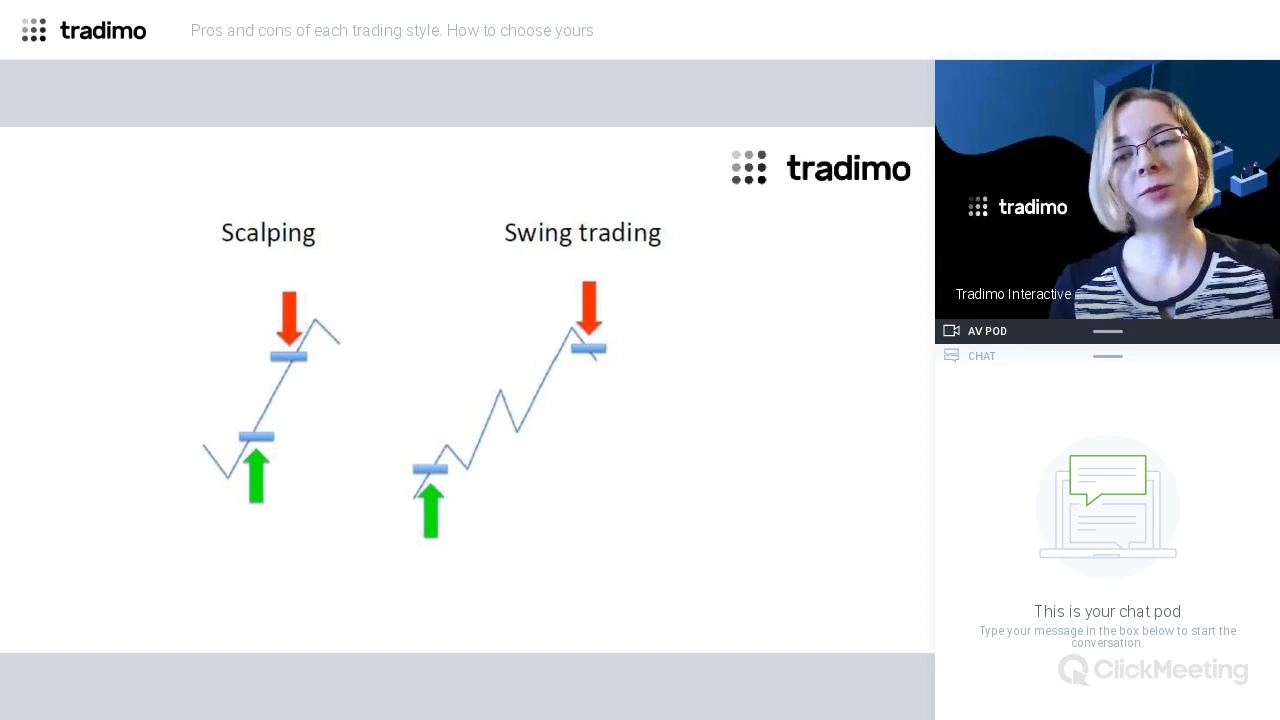 tradimo
Pros and cons of each trading style. How to choose yours
tradimo
Scalping
Swing trading
tradimo
Tradimo Interactive
AV POD
CHAT
This is your chat pod
Type your message in the box below to start the
conversation.
ClickMeeting